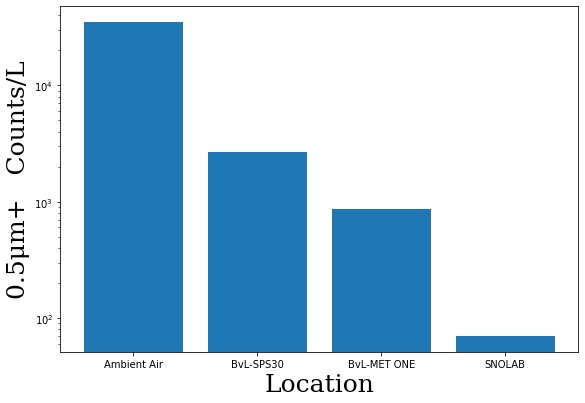 0.5μm+ Counts/L
10⁴
10³
10²
Ambient Air
BvL-SPS30
BvL-MET ONE
SNOLAB
Location